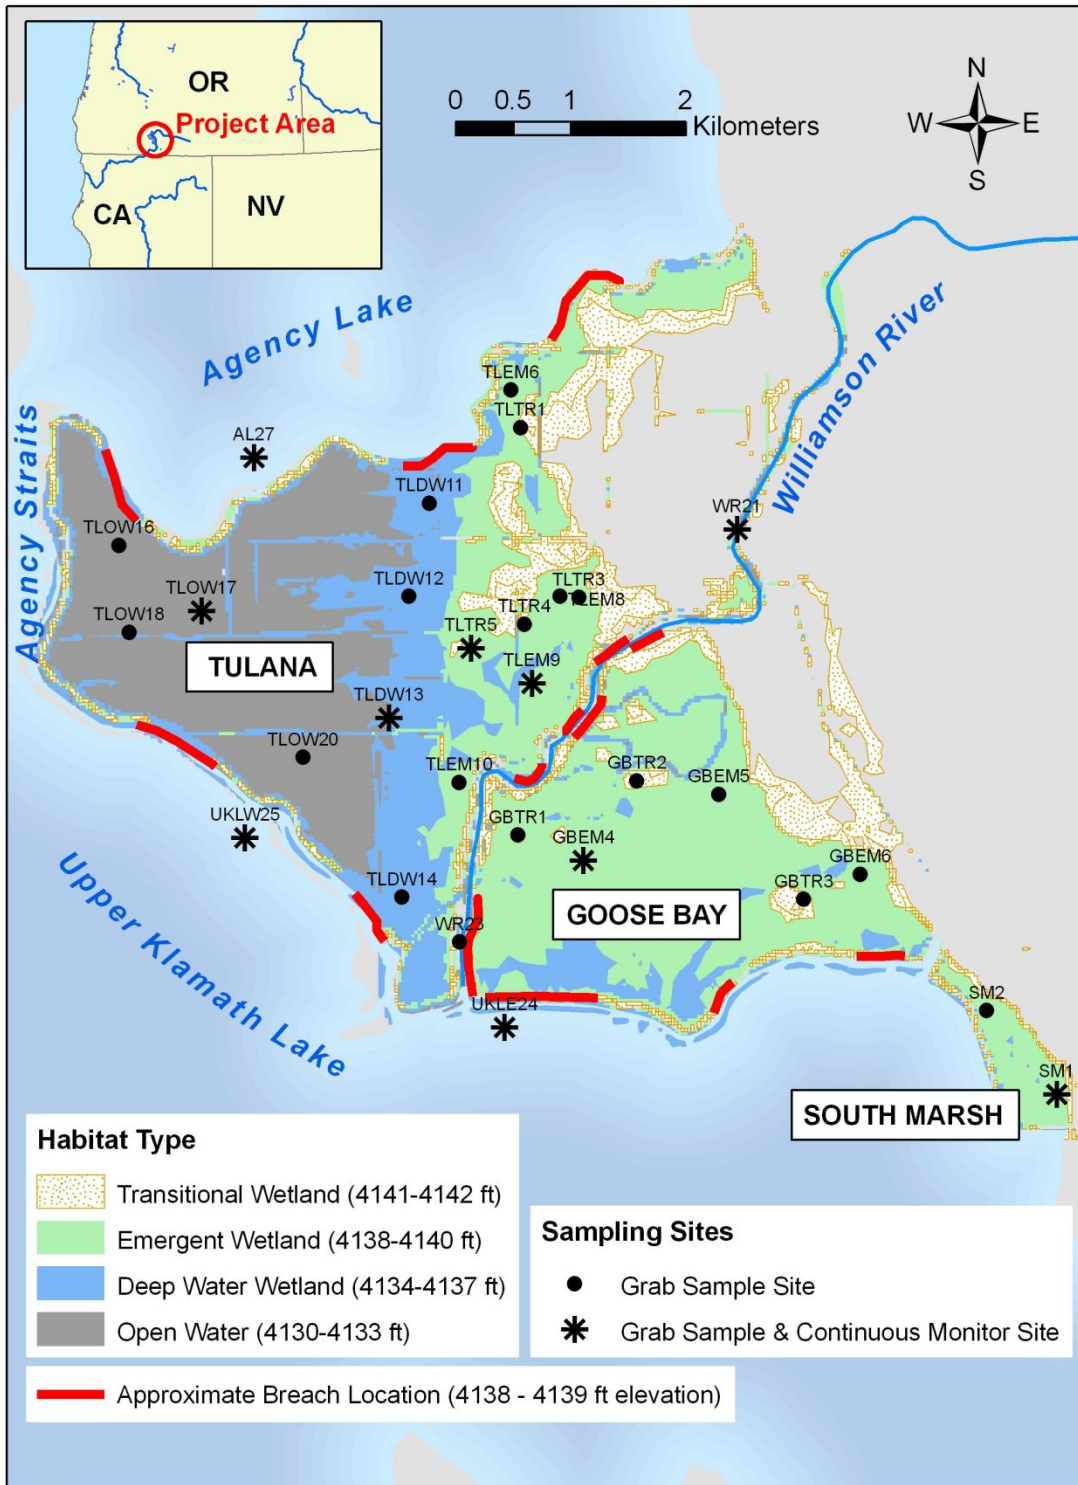 OR
Project Area
CA
NV
0 0.5 1 2
Kilometers
N
W E
S
Agency Lake
Agency Straits
Williamson River
Upper Klamath Lake
TLEM6
TLTR1
AL27
TLDW11
WR21
TLOW16
TLOW17
TLDW12
TLTR3
TLEM8
TLOW18
TLTR4
TLTR5
TULANA
TLEM9
TLDW13
TLOW20
TLEM10
GBTR2
GBEM5
UKLW25
GBTR1
GBEM4
GBEM6
TLDW14
GBTR3
GOOSE BAY
WR23
UKLE24
SM2
SM1
SOUTH MARSH
Habitat Type
Transitional Wetland (4141-4142 ft)
Emergent Wetland (4138-4140 ft)
Deep Water Wetland (4134-4137 ft)
Open Water (4130-4133 ft)
Approximate Breach Location (4138 - 4139 ft elevation)
Sampling Sites
Grab Sample Site
Grab Sample & Continuous Monitor Site